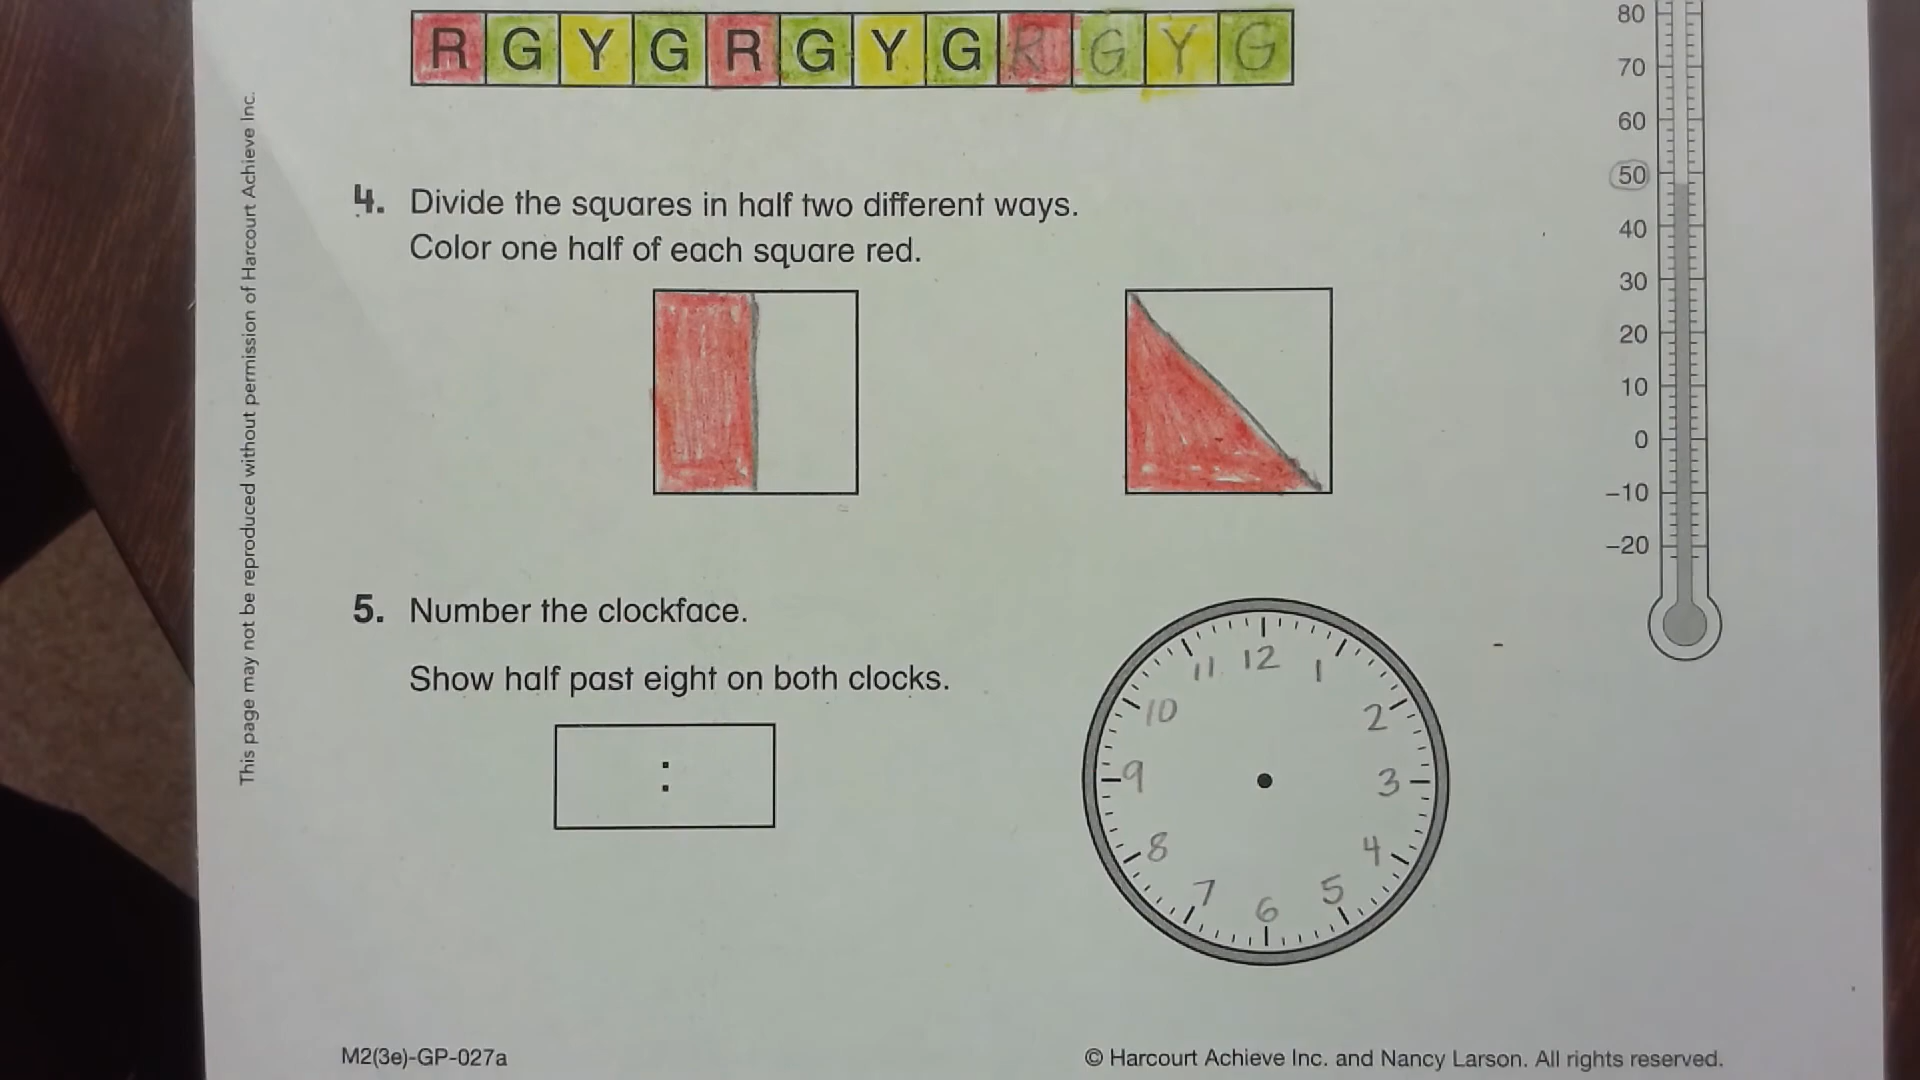 R G Y G R G Y G R G Y G
4. Divide the squares in half two different ways.
Color one half of each square red.
5. Number the clockface.
Show half past eight on both clocks.
:
11 12 1
10 2
9 3
8 4
7 6 5
80
70
60
50
40
30
20
10
0
–10
–20
This page may not be reproduced without permission of Harcourt Achieve Inc.
M2(3e)-GP-027a
© Harcourt Achieve Inc. and Nancy Larson. All rights reserved.